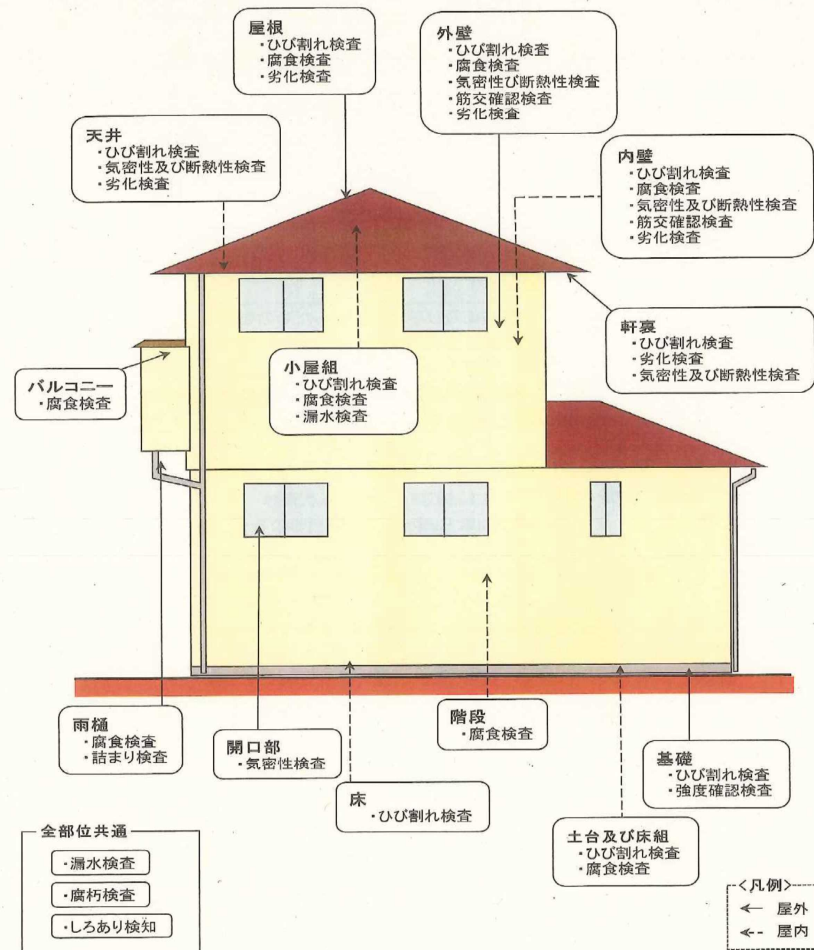 屋根
・ひび割れ検査
・腐食検査
・劣化検査
外壁
・ひび割れ検査
・腐食検査
・気密性び断熱性検査
・筋交確認検査
・劣化検査
天井
・ひび割れ検査
・気密性及び断熱性検査
・劣化検査
内壁
・ひび割れ検査
・腐食検査
・気密性及び断熱性検査
・筋交確認検査
・劣化検査
軒裏
・ひび割れ検査
・劣化検査
・気密性及び断熱性検査
バルコニー
・腐食検査
小屋組
・ひび割れ検査
・腐食検査
・漏水検査
雨樋
・腐食検査
・詰まり検査
開口部
・気密性検査
階段
・腐食検査
基礎
・ひび割れ検査
・強度確認検査
床
・ひび割れ検査
土台及び床組
・ひび割れ検査
・腐食検査
全部位共通
・漏水検査
・腐朽検査
・しろあり検知
<凡例>
屋外
屋内